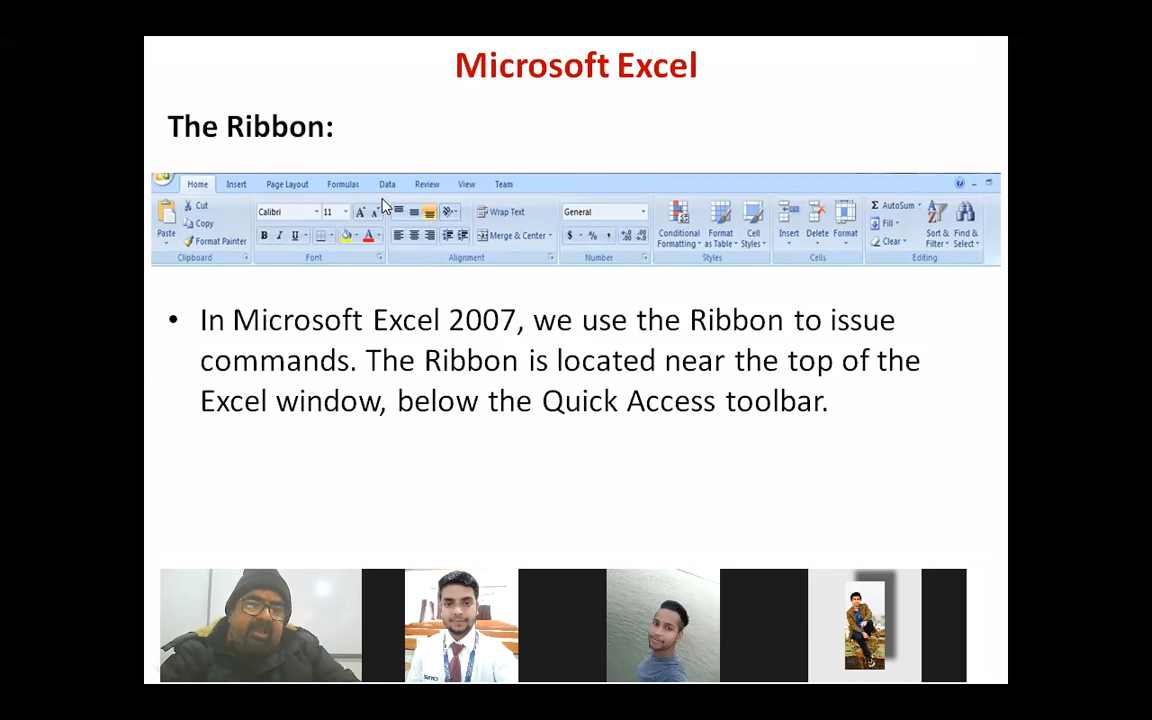 Microsoft Excel
The Ribbon:
Home Insert Page Layout Formulas Data Review View Team
Cut
Copy
Format Painter
Paste
Clipboard
Calibri 11 A A
B I U A
Font
Wrap Text
Merge & Center
Alignment
General
$ % ,
Number
Conditional Formatting
Format as Table
Cell Styles
Styles
Insert Delete Format
Cells
Σ AutoSum
Fill
Clear
Sort & Filter
Find & Select
Editing
• In Microsoft Excel 2007, we use the Ribbon to issue
commands. The Ribbon is located near the top of the
Excel window, below the Quick Access toolbar.